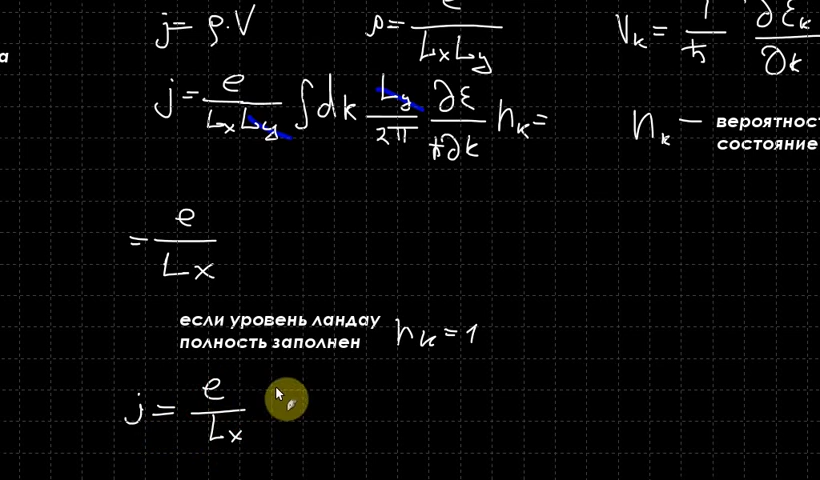 j = ρ·V ρ = e / LxLy Vk = 1/ħ ∂εk/∂k
j = e / LxLy ∫dk Ly/2π ∂ε/ħ∂k nk =
nk —
состояние
= e / Lx
если уровень ландау
полность заполнен nk = 1
j = e / Lx